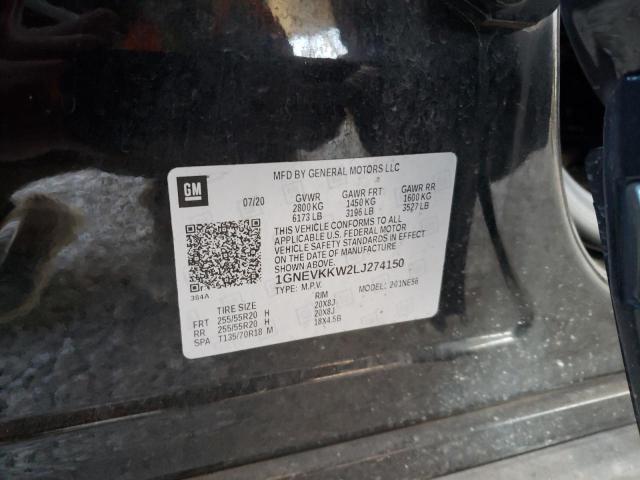 MFD BY GENERAL MOTORS LLC
GM
07/20
GVWR GAWR FRT GAWR RR
2800 KG 1450 KG 1600 KG
6173 LB 3196 LB 3527 LB
THIS VEHICLE CONFORMS TO ALL
APPLICABLE U.S. FEDERAL MOTOR
VEHICLE SAFETY STANDARDS IN EFFECT
ON THE DATE OF MANUFACTURE
SHOWN ABOVE.
1GNEVKKW2LJ274150
TYPE: M.P.V. MODEL: 201NE56
384A
TIRE SIZE RIM
FRT 255/55R20 H 20X8J
RR 255/55R20 H 20X8J
SPA T135/70R18 M 18X4.5B